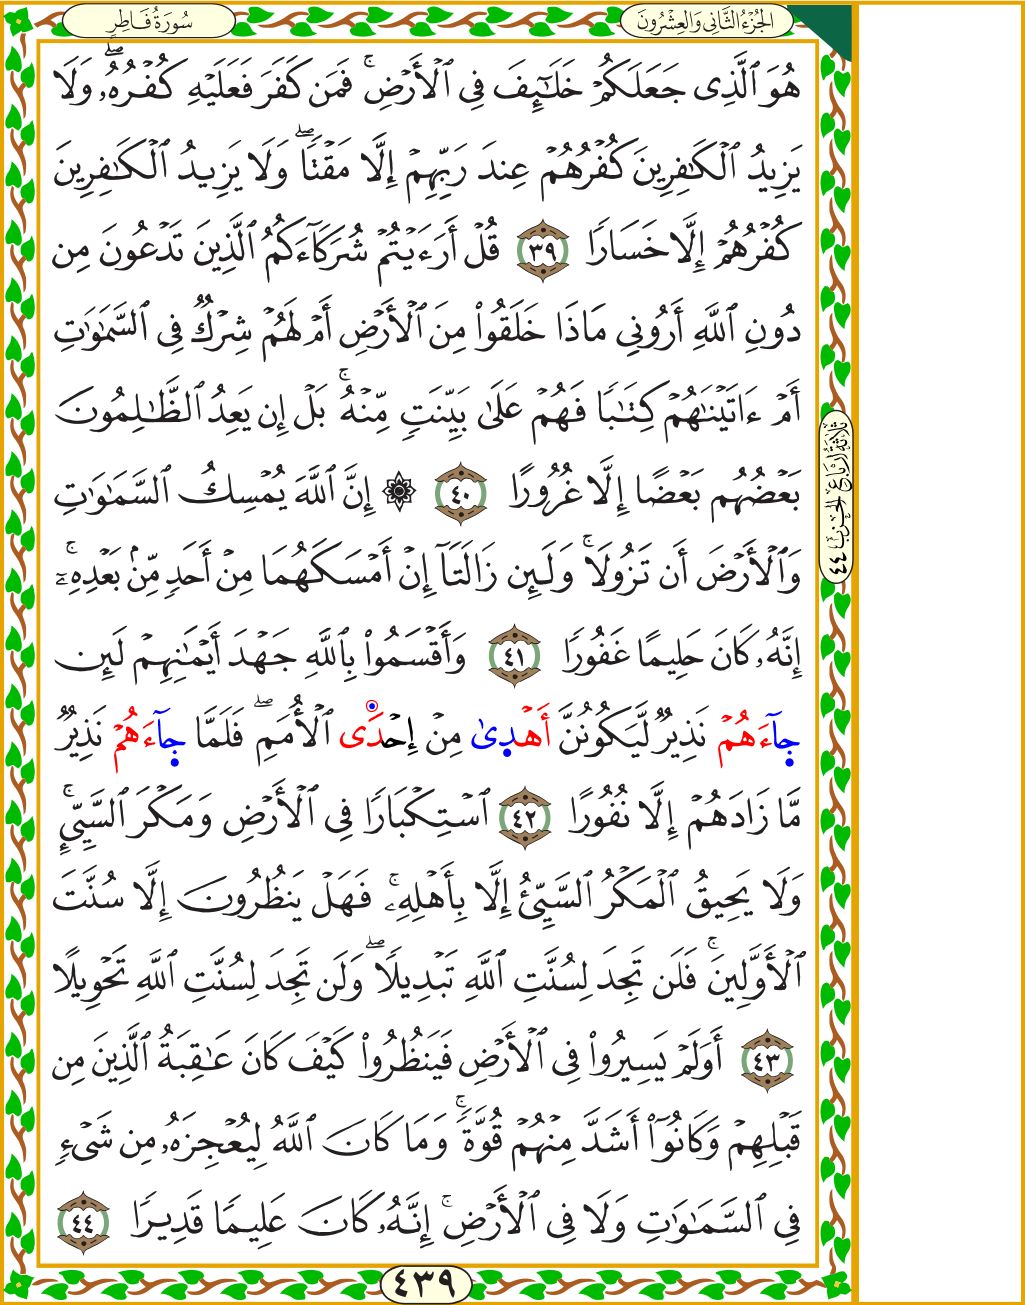 الجُزْءُ الثَّانِي وَالعِشْرُونَ
سُورَةُ فَاطِرٍ
هُوَ ٱلَّذِى جَعَلَكُمْ خَلَٰٓئِفَ فِى ٱلْأَرْضِ ۚ فَمَن كَفَرَ فَعَلَيْهِ كُفْرُهُۥ ۖ وَلَا
يَزِيدُ ٱلْكَٰفِرِينَ كُفْرُهُمْ عِندَ رَبِّهِمْ إِلَّا مَقْتًا ۖ وَلَا يَزِيدُ ٱلْكَٰفِرِينَ
كُفْرُهُمْ إِلَّا خَسَارًا ٣٩ قُلْ أَرَءَيْتُمْ شُرَكَآءَكُمُ ٱلَّذِينَ تَدْعُونَ مِن
دُونِ ٱللَّهِ أَرُونِى مَاذَا خَلَقُوا۟ مِنَ ٱلْأَرْضِ أَمْ لَهُمْ شِرْكٌ فِى ٱلسَّمَٰوَٰتِ
أَمْ ءَاتَيْنَٰهُمْ كِتَٰبًا فَهُمْ عَلَىٰ بَيِّنَتٍ مِّنْهُ ۚ بَلْ إِن يَعِدُ ٱلظَّٰلِمُونَ
بَعْضُهُم بَعْضًا إِلَّا غُرُورًا ٤٠ ۞ إِنَّ ٱللَّهَ يُمْسِكُ ٱلسَّمَٰوَٰتِ
وَٱلْأَرْضَ أَن تَزُولَا ۚ وَلَئِن زَالَتَآ إِنْ أَمْسَكَهُمَا مِنْ أَحَدٍ مِّنۢ بَعْدِهِۦٓ ۚ
إِنَّهُۥ كَانَ حَلِيمًا غَفُورًا ٤١ وَأَقْسَمُوا۟ بِٱللَّهِ جَهْدَ أَيْمَٰنِهِمْ لَئِن
جَآءَهُمْ نَذِيرٌ لَّيَكُونُنَّ أَهْدَىٰ مِنْ إِحْدَى ٱلْأُمَمِ ۖ فَلَمَّا جَآءَهُمْ نَذِيرٌ
مَّا زَادَهُمْ إِلَّا نُفُورًا ٤٢ ٱسْتِكْبَارًا فِى ٱلْأَرْضِ وَمَكْرَ ٱلسَّيِّئِ ۚ
وَلَا يَحِيقُ ٱلْمَكْرُ ٱلسَّيِّئُ إِلَّا بِأَهْلِهِۦ ۚ فَهَلْ يَنظُرُونَ إِلَّا سُنَّتَ
ٱلْأَوَّلِينَ ۚ فَلَن تَجِدَ لِسُنَّتِ ٱللَّهِ تَبْدِيلًا ۖ وَلَن تَجِدَ لِسُنَّتِ ٱللَّهِ تَحْوِيلًا
٤٣ أَوَلَمْ يَسِيرُوا۟ فِى ٱلْأَرْضِ فَيَنظُرُوا۟ كَيْفَ كَانَ عَٰقِبَةُ ٱلَّذِينَ مِن
قَبْلِهِمْ وَكَانُوٓا۟ أَشَدَّ مِنْهُمْ قُوَّةً ۚ وَمَا كَانَ ٱللَّهُ لِيُعْجِزَهُۥ مِن شَىْءٍ
فِى ٱلسَّمَٰوَٰتِ وَلَا فِى ٱلْأَرْضِ ۚ إِنَّهُۥ كَانَ عَلِيمًا قَدِيرًا ٤٤
ثَلَاثَةُ أَرْبَاعِ الحِزْبِ ٤٤
٤٣٩